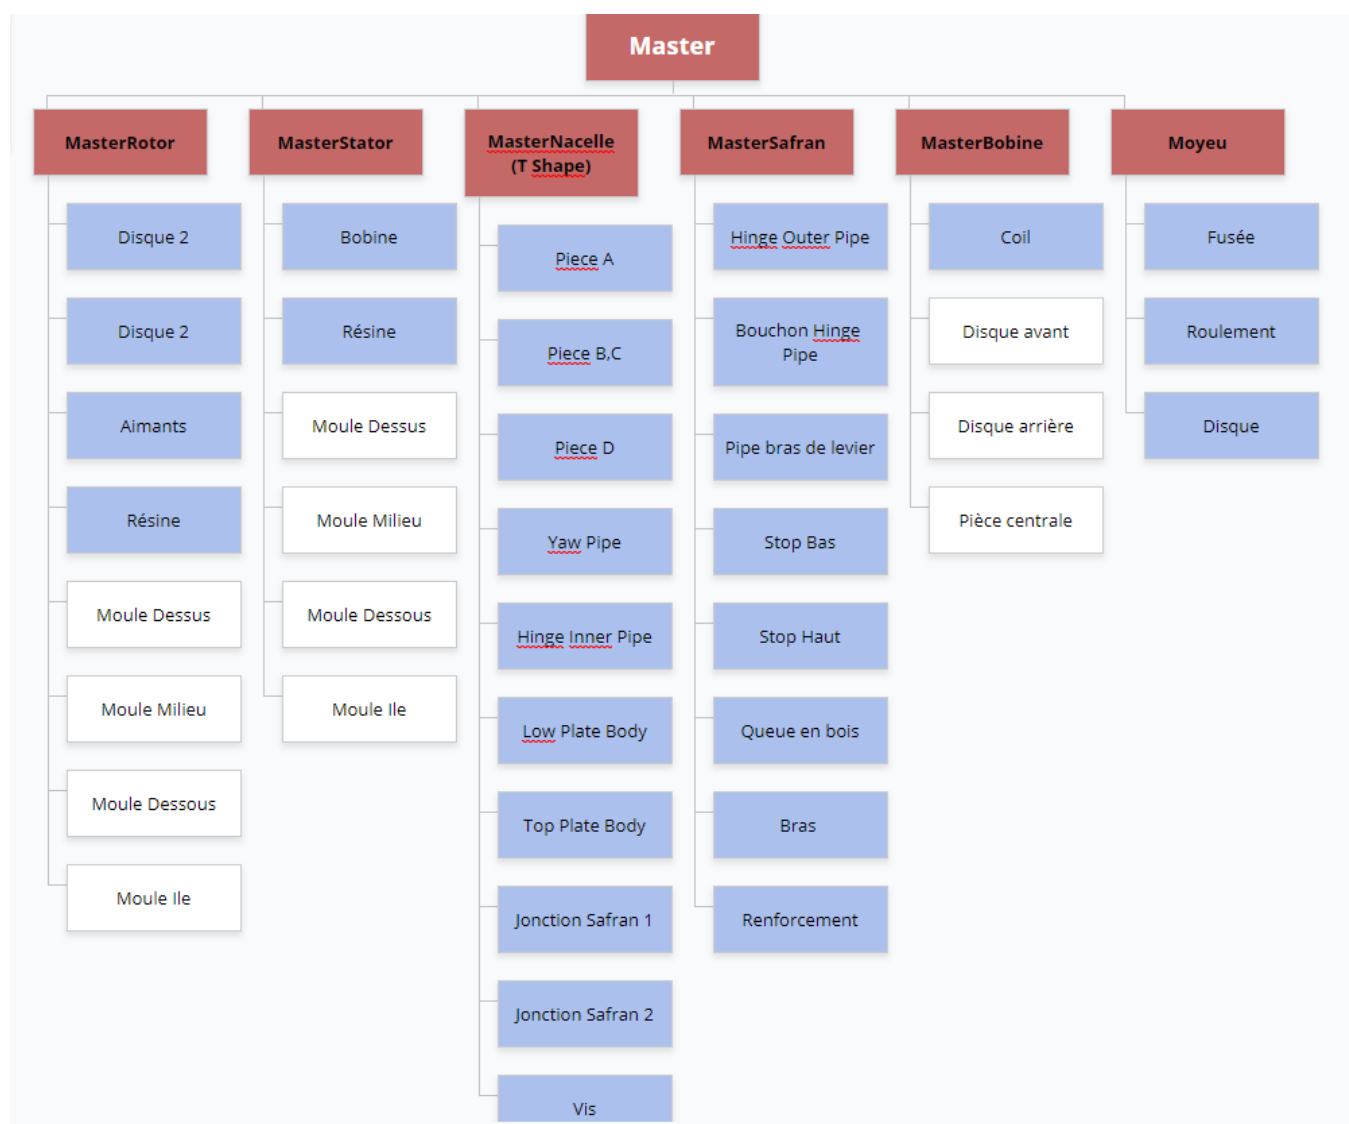 Master
MasterRotor
Disque 2
Disque 2
Aimants
Résine
Moule Dessus
Moule Milieu
Moule Dessous
Moule Ile
MasterStator
Bobine
Résine
Moule Dessus
Moule Milieu
Moule Dessous
Moule Ile
MasterNacelle
(T Shape)
Piece A
Piece B,C
Piece D
Yaw Pipe
Hinge Inner Pipe
Low Plate Body
Top Plate Body
Jonction Safran 1
Jonction Safran 2
Vis
MasterSafran
Hinge Outer Pipe
Bouchon Hinge
Pipe
Pipe bras de levier
Stop Bas
Stop Haut
Queue en bois
Bras
Renforcement
MasterBobine
Coil
Disque avant
Disque arrière
Pièce centrale
Moyeu
Fusée
Roulement
Disque